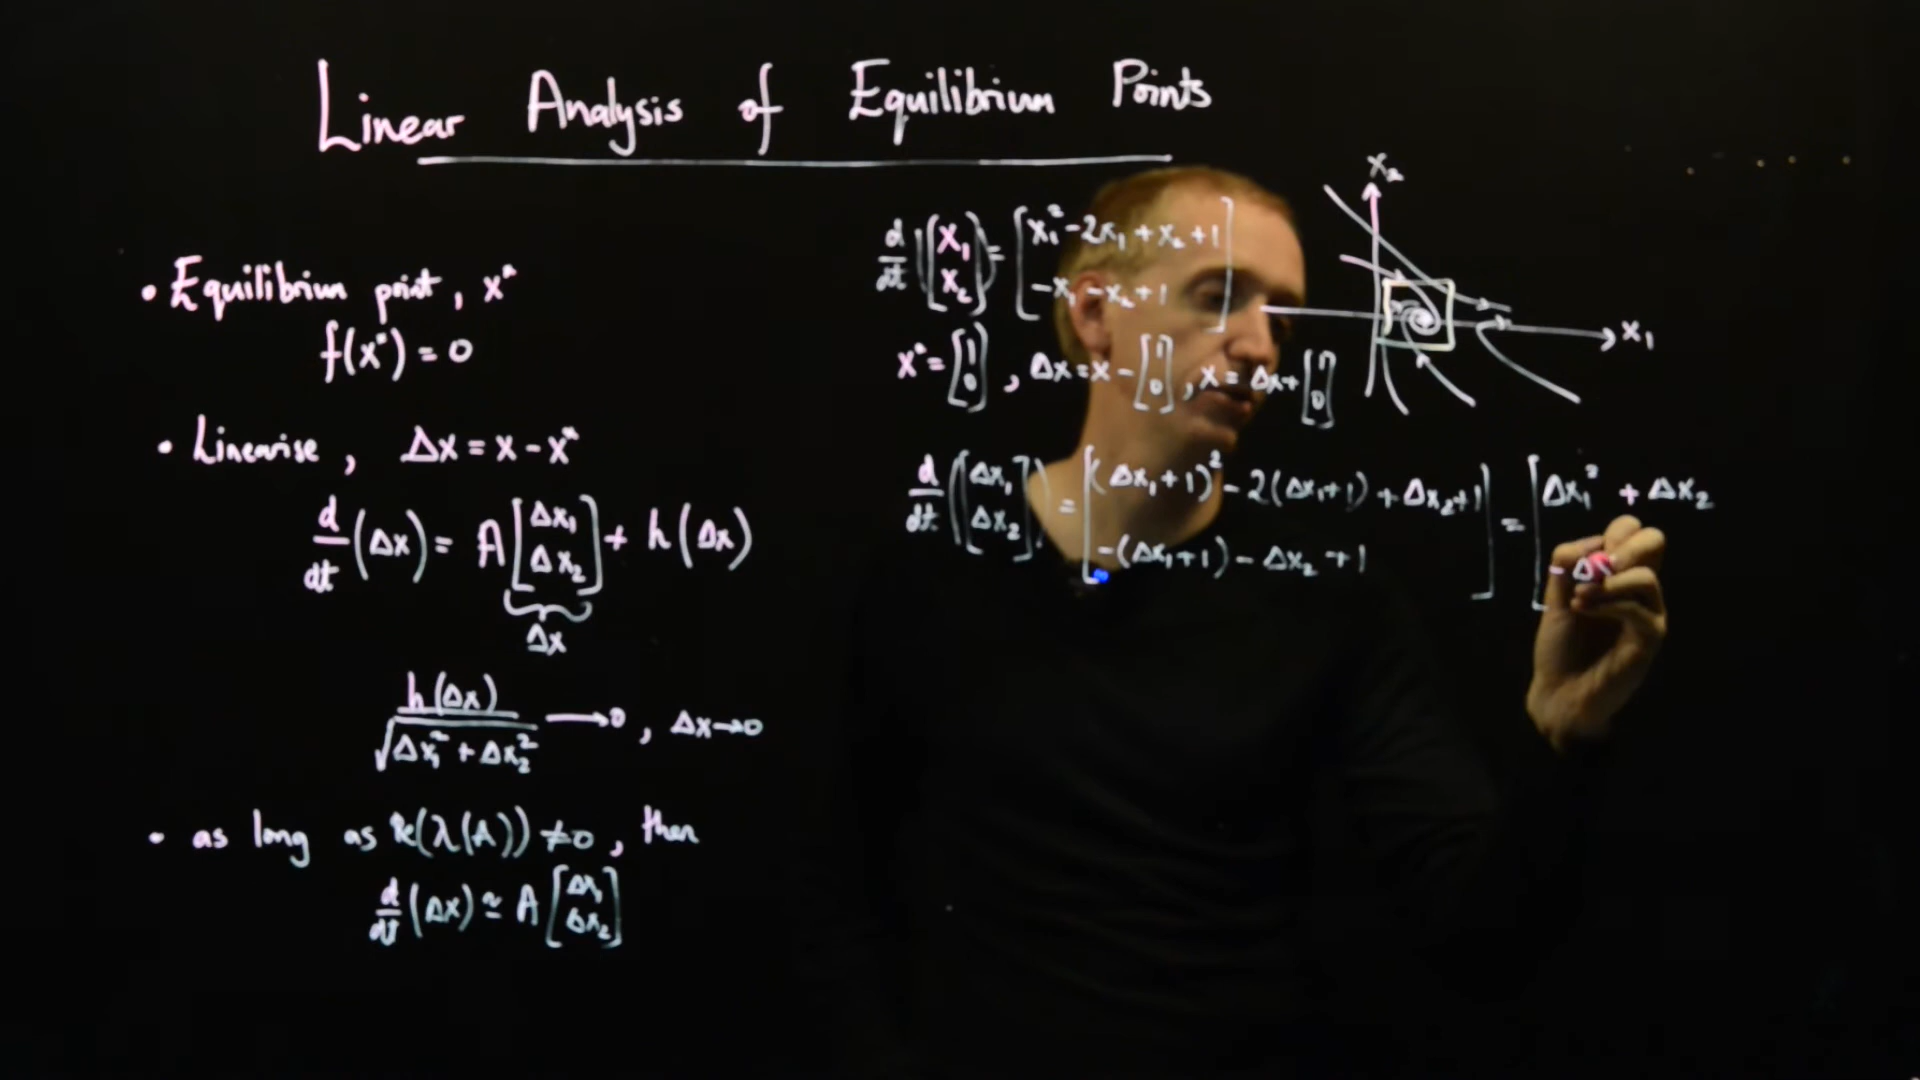 Linear Analysis of Equilibrium Points
• Equilibrium point, x*
f(x*) = 0
• Linearise, Δx = x - x*
d/dt (Δx) = A [Δx₁ Δx₂] + h(Δx)
Δx
h(Δx) / √(Δx₁² + Δx₂²) → 0, Δx → 0
• as long as Re(λ(A)) ≠ 0, then
d/dt (Δx) ≃ A [Δx₁ Δx₂]
x₂
x₁
d/dt ([x₁ x₂]) = [x₁² - 2x₁ + x₂ + 1
-x₁ - x₂ + 1]
x* = [1 0], Δx = x - [1 0], x = Δx + [1 0]
d/dt ([Δx₁ Δx₂]) = [(Δx₁+1)² - 2(Δx₁+1) + Δx₂+1] = [Δx₁² + Δx₂
-(Δx₁+1) - Δx₂ + 1
- Δx